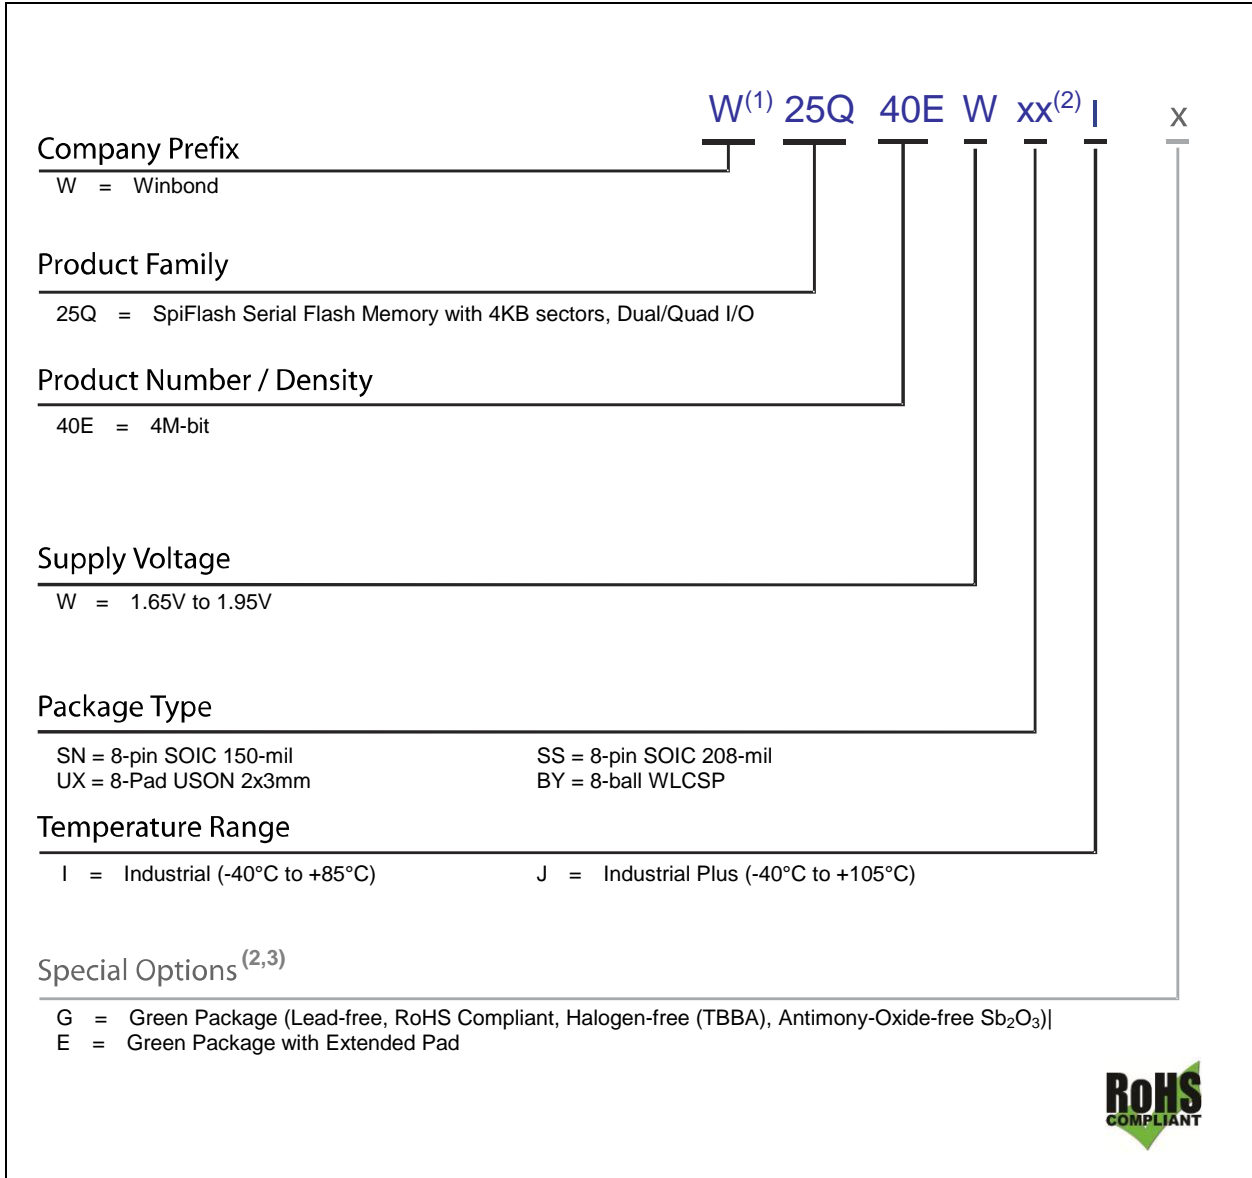 W(1) 25Q 40E W xx(2) I x
Company Prefix
W = Winbond
Product Family
25Q = SpiFlash Serial Flash Memory with 4KB sectors, Dual/Quad I/O
Product Number / Density
40E = 4M-bit
Supply Voltage
W = 1.65V to 1.95V
Package Type
SN = 8-pin SOIC 150-mil SS = 8-pin SOIC 208-mil
UX = 8-Pad USON 2x3mm BY = 8-ball WLCSP
Temperature Range
I = Industrial (-40°C to +85°C) J = Industrial Plus (-40°C to +105°C)
Special Options (2,3)
G = Green Package (Lead-free, RoHS Compliant, Halogen-free (TBBA), Antimony-Oxide-free Sb₂O₃)|
E = Green Package with Extended Pad
RoHS
COMPLIANT